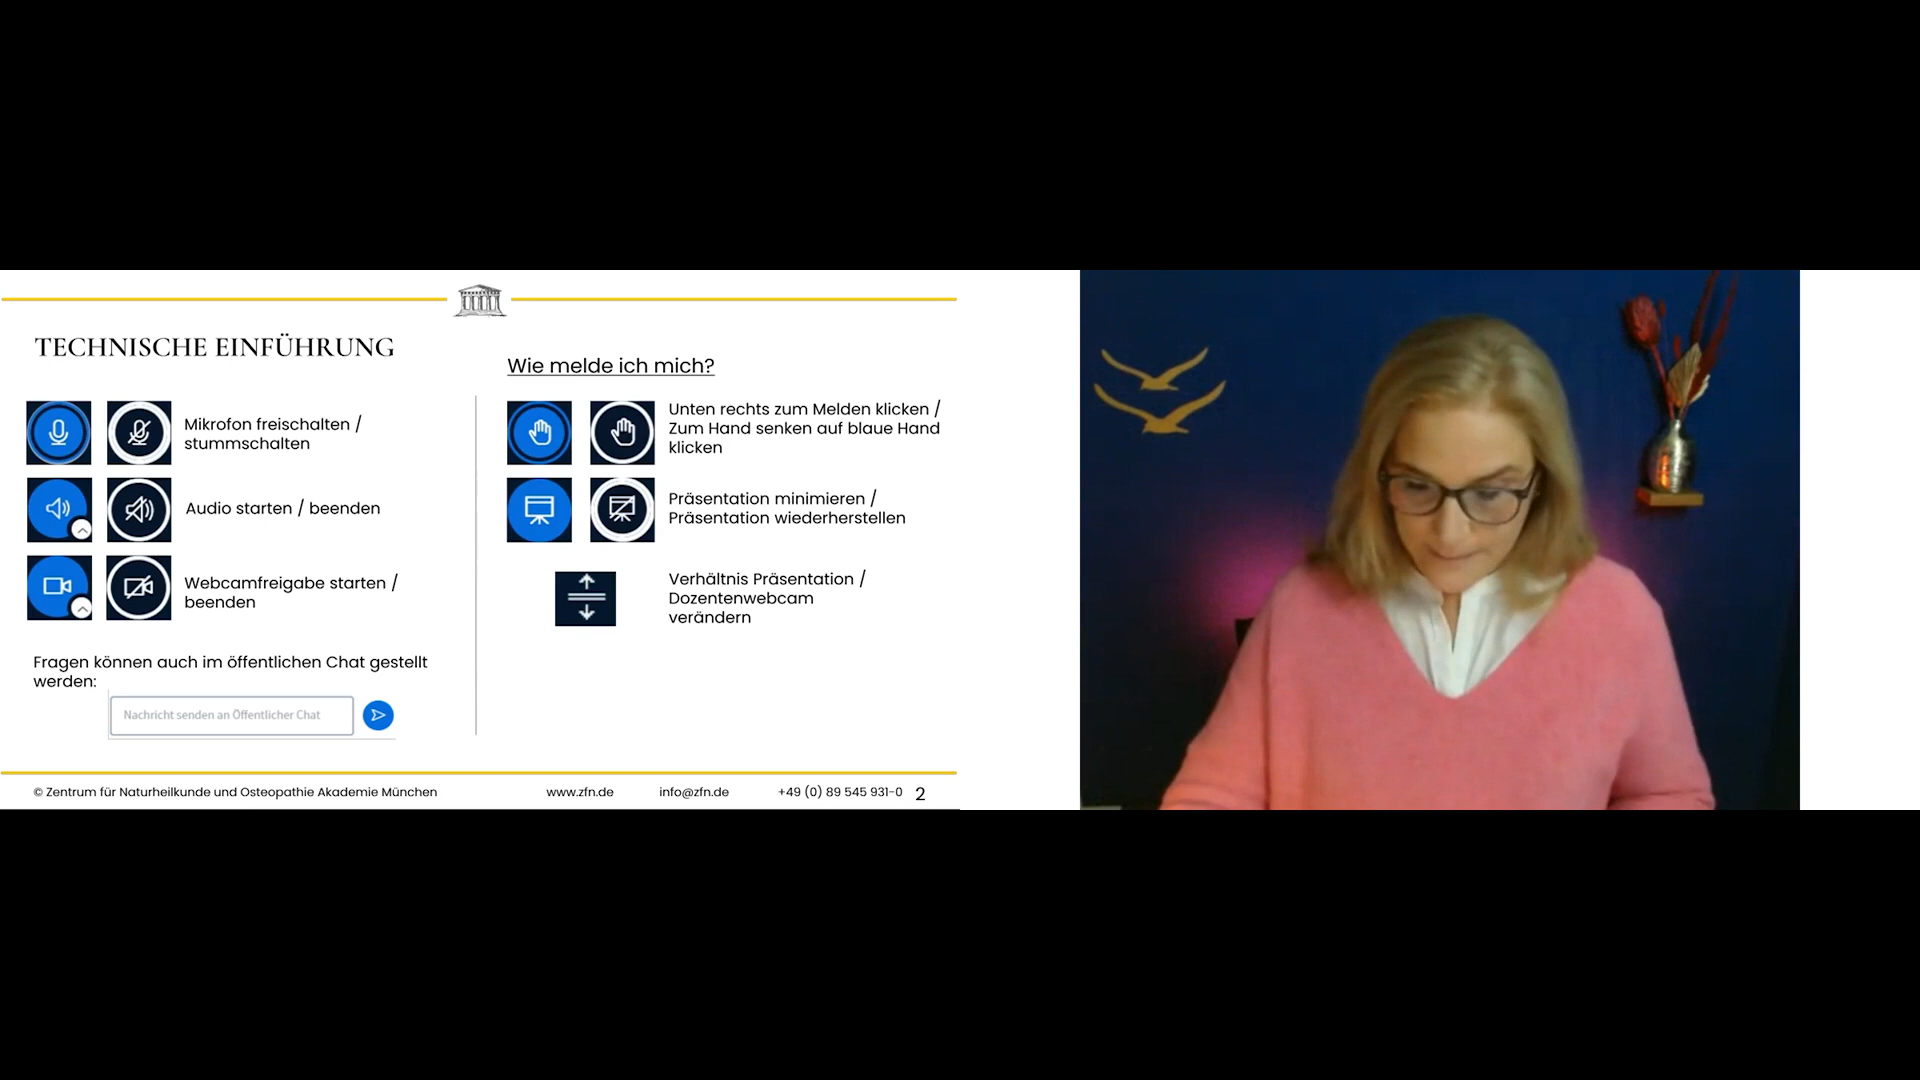 TECHNISCHE EINFÜHRUNG
Mikrofon freischalten /
stummschalten
Audio starten / beenden
Webcamfreigabe starten /
beenden
Fragen können auch im öffentlichen Chat gestellt
werden:
Nachricht senden an Öffentlicher Chat
Wie melde ich mich?
Unten rechts zum Melden klicken /
Zum Hand senken auf blaue Hand
klicken
Präsentation minimieren /
Präsentation wiederherstellen
Verhältnis Präsentation /
Dozentenwebcam
verändern
© Zentrum für Naturheilkunde und Osteopathie Akademie München www.zfn.de info@zfn.de +49 (0) 89 545 931-0 2